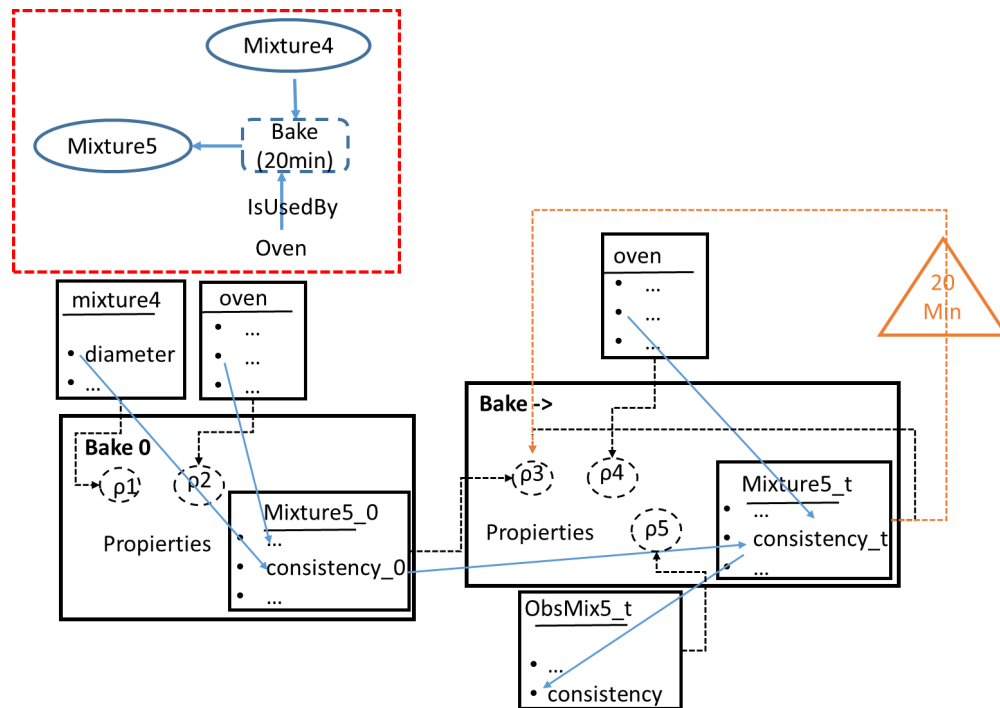 Mixture4
Mixture5
Bake
(20min)
IsUsedBy
Oven
mixture4
• diameter
• ...
oven
• ...
• ...
• ...
oven
• ...
• ...
• ...
20
Min
Bake 0
ρ1
ρ2
Propierties
Mixture5_0
• ...
• consistency_0
• ...
Bake ->
ρ3
ρ4
ρ5
Propierties
Mixture5_t
• ...
• consistency_t
• ...
ObsMix5_t
• ...
• consistency